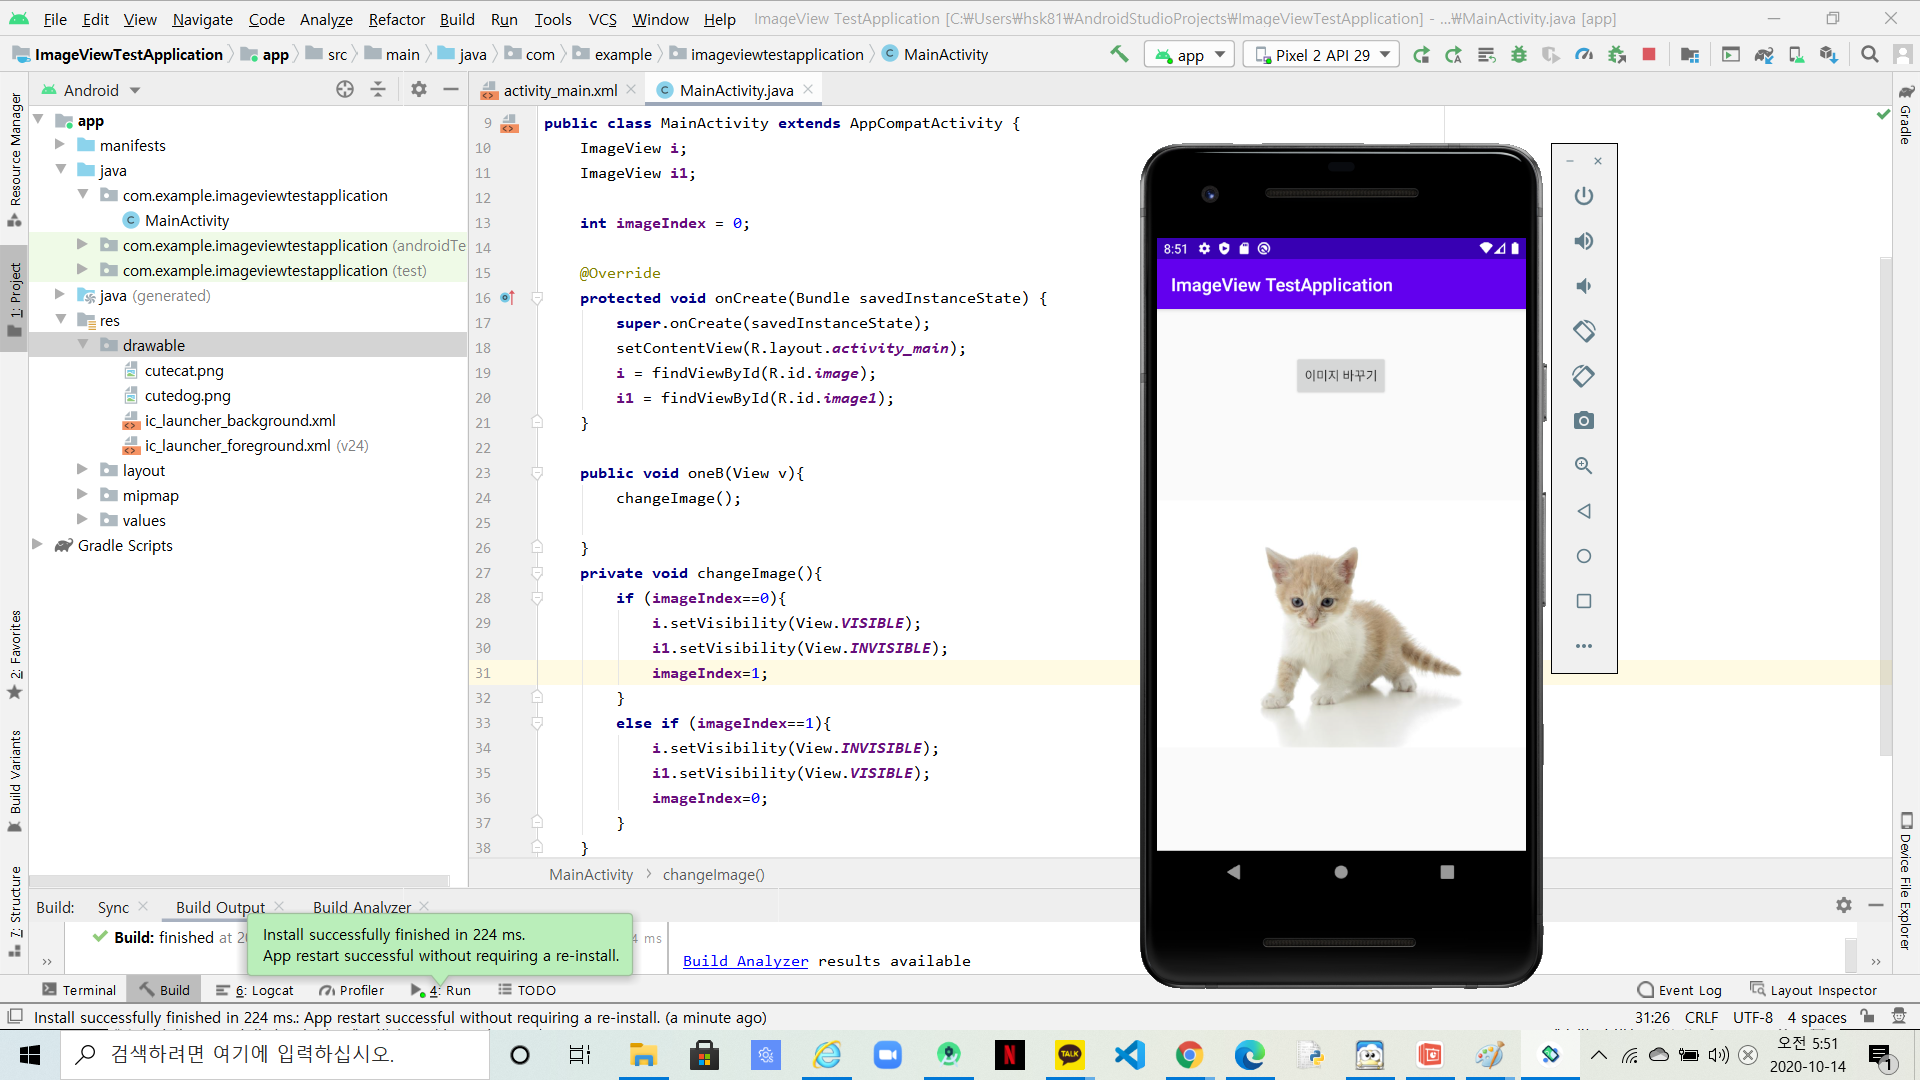 File Edit View Navigate Code Analyze Refactor Build Run Tools VCS Window Help ImageView TestApplication [C:₩Users₩hsk81₩AndroidStudioProjects₩ImageViewTestApplication] - ...₩MainActivity.java [app]
ImageViewTestApplication app src main java com example imageviewtestapplication MainActivity app Pixel 2 API 29
Android
activity_main.xml MainActivity.java
Resource Manager
1: Project
2: Favorites
Build Variants
7: Structure
app
manifests
java
com.example.imageviewtestapplication
MainActivity
com.example.imageviewtestapplication (androidTe
com.example.imageviewtestapplication (test)
java (generated)
res
drawable
cutecat.png
cutedog.png
ic_launcher_background.xml
ic_launcher_foreground.xml (v24)
layout
mipmap
values
Gradle Scripts
9 public class MainActivity extends AppCompatActivity {
10 ImageView i;
11 ImageView i1;
12
13 int imageIndex = 0;
14
15 @Override
16 protected void onCreate(Bundle savedInstanceState) {
17 super.onCreate(savedInstanceState);
18 setContentView(R.layout.activity_main);
19 i = findViewById(R.id.image);
20 i1 = findViewById(R.id.image1);
21 }
22
23 public void oneB(View v){
24 changeImage();
25
26 }
27 private void changeImage(){
28 if (imageIndex==0){
29 i.setVisibility(View.VISIBLE);
30 i1.setVisibility(View.INVISIBLE);
31 imageIndex=1;
32 }
33 else if (imageIndex==1){
34 i.setVisibility(View.INVISIBLE);
35 i1.setVisibility(View.VISIBLE);
36 imageIndex=0;
37 }
38 }
MainActivity changeImage()
8:51
ImageView TestApplication
이미지 바꾸기
Gradle
Device File Explorer
Build: Sync Build Output Build Analyzer
Build: finished at 20
4 ms
Install successfully finished in 224 ms.
App restart successful without requiring a re-install.
Build Analyzer results available
Terminal Build 6: Logcat Profiler 4: Run TODO Event Log Layout Inspector
Install successfully finished in 224 ms.: App restart successful without requiring a re-install. (a minute ago) 31:26 CRLF UTF-8 4 spaces
검색하려면 여기에 입력하십시오.
TALK
오전 5:51
2020-10-14
1